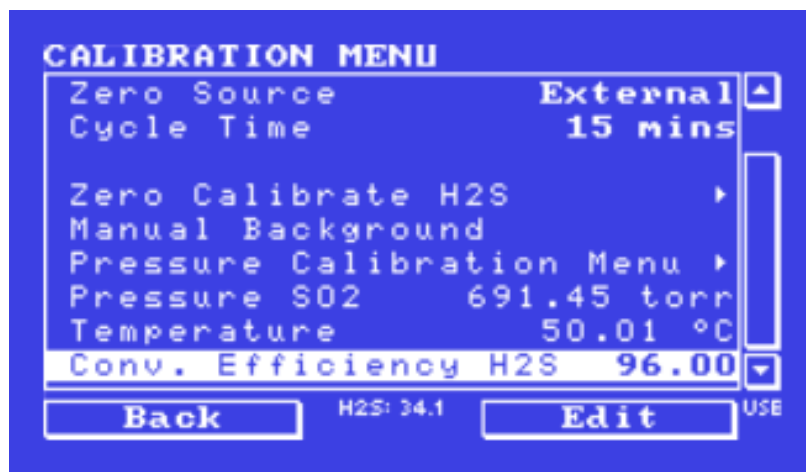 CALIBRATION MENU
Zero Source External
Cycle Time 15 mins
Zero Calibrate H2S
Manual Background
Pressure Calibration Menu
Pressure SO2 691.45 torr
Temperature 50.01 °C
Conv. Efficiency H2S 96.00
Back H2S: 34.1 Edit USB